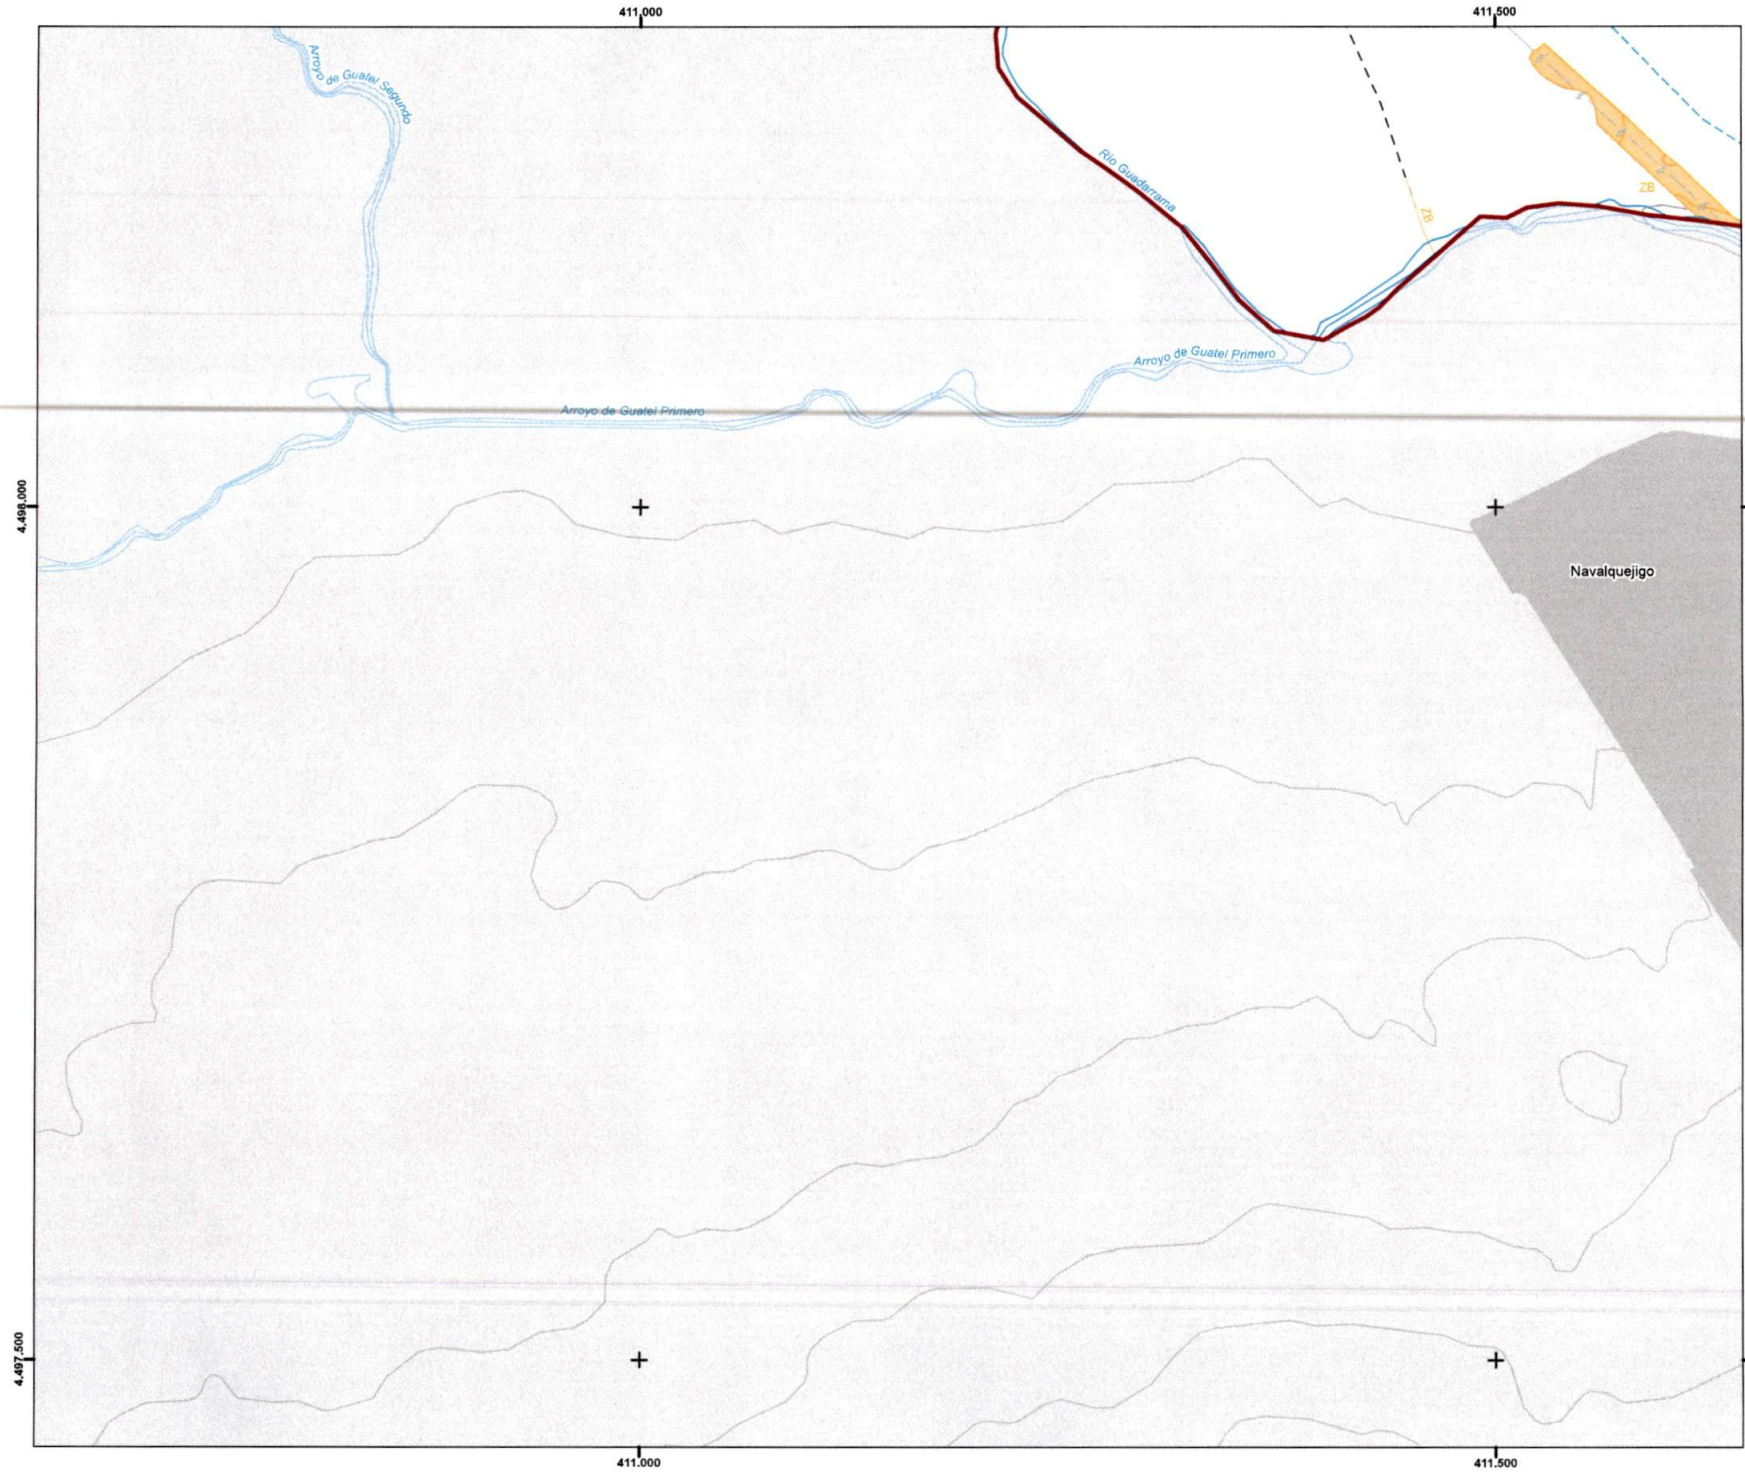 411,000
411,500
Arroyo de Guatel Segundo
Río Guadarrama
ZB
ZB
Arroyo de Guatel Primero
Arroyo de Guatel Primero
4.498.000
Navalquejigo
4.497.500
411.000
411.500